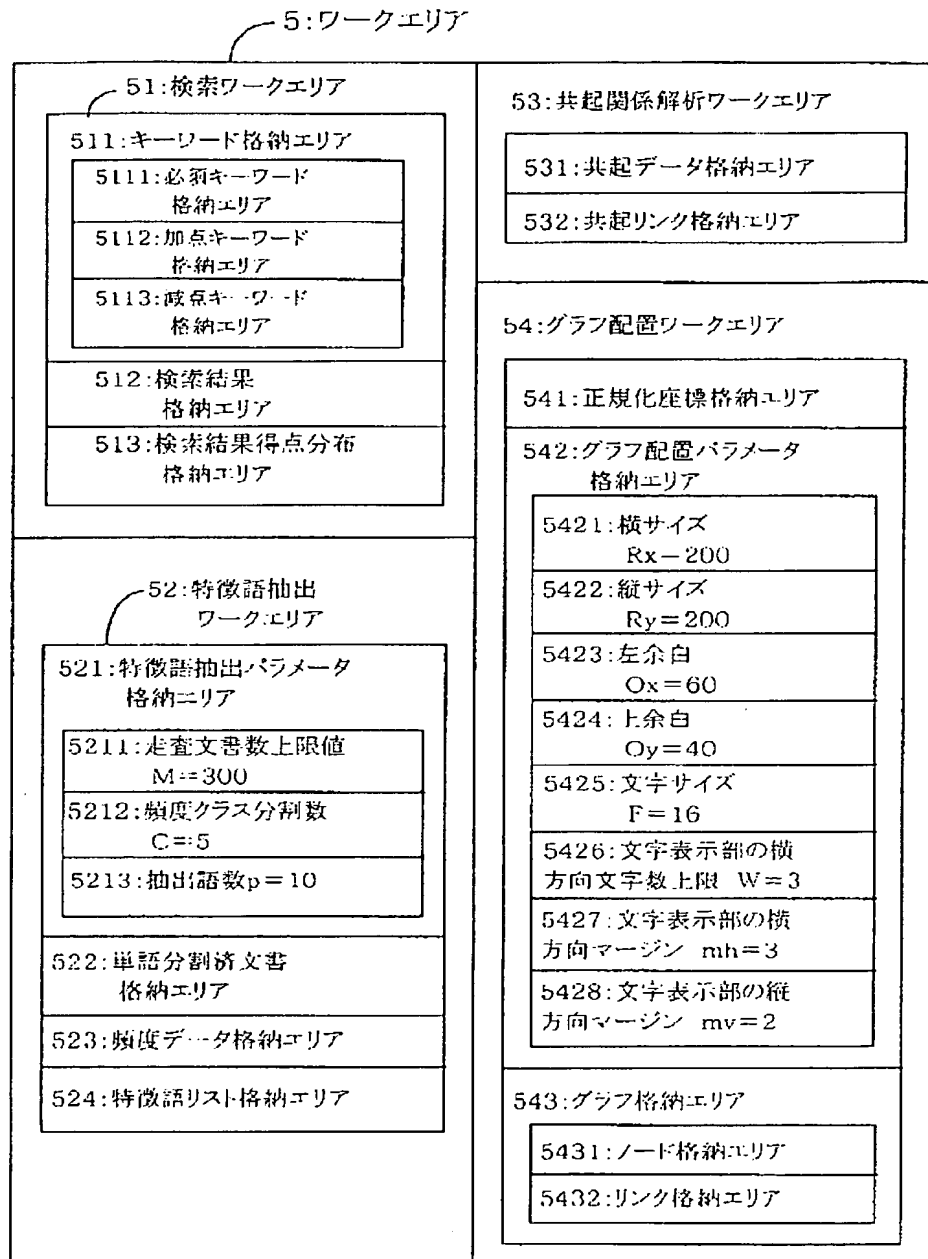 5:ワークエリア
51:検索ワークエリア
511:キーワード格納エリア
5111:必須キーワード
格納エリア
5112:加点キーワード
格納エリア
5113:減点キーワード
格納エリア
512:検索結果
格納エリア
513:検索結果得点分布
格納エリア
52:特徴語抽出
ワークエリア
521:特徴語抽出パラメータ
格納エリア
5211:走査文書数上限値
M=300
5212:頻度クラス分割数
C=5
5213:抽出語数p=10
522:単語分割済文書
格納エリア
523:頻度データ格納エリア
524:特徴語リスト格納エリア
53:共起関係解析ワークエリア
531:共起データ格納エリア
532:共起リンク格納エリア
54:グラフ配置ワークエリア
541:正規化座標格納エリア
542:グラフ配置パラメータ
格納エリア
5421:横サイズ
Rx=200
5422:縦サイズ
Ry=200
5423:左余白
Ox=60
5424:上余白
Oy=40
5425:文字サイズ
F=16
5426:文字表示部の横
方向文字数上限 W=3
5427:文字表示部の横
方向マージン mh=3
5428:文字表示部の縦
方向マージン mv=2
543:グラフ格納エリア
5431:ノード格納エリア
5432:リンク格納エリア